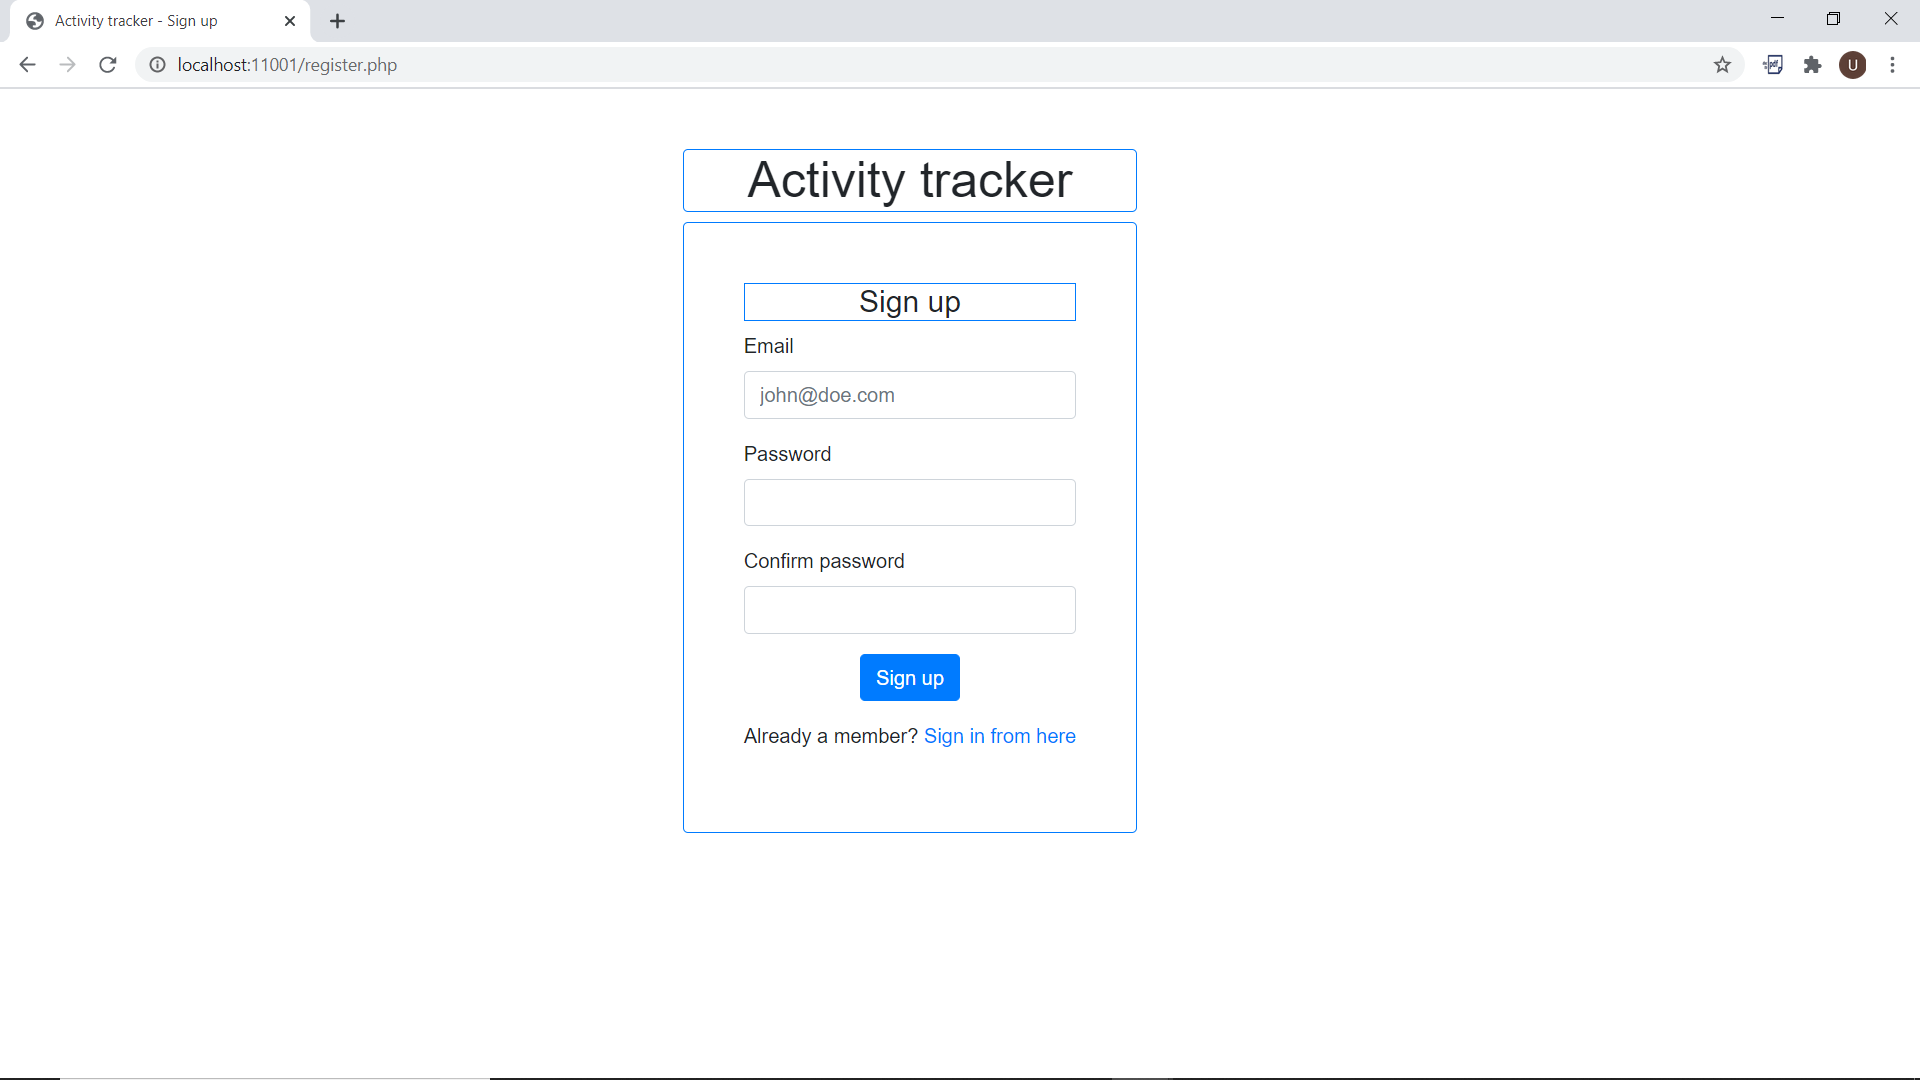 Activity tracker - Sign up
localhost:11001/register.php
pdf
U
Activity tracker
Sign up
Email
john@doe.com
Password
Confirm password
Sign up
Already a member? Sign in from here